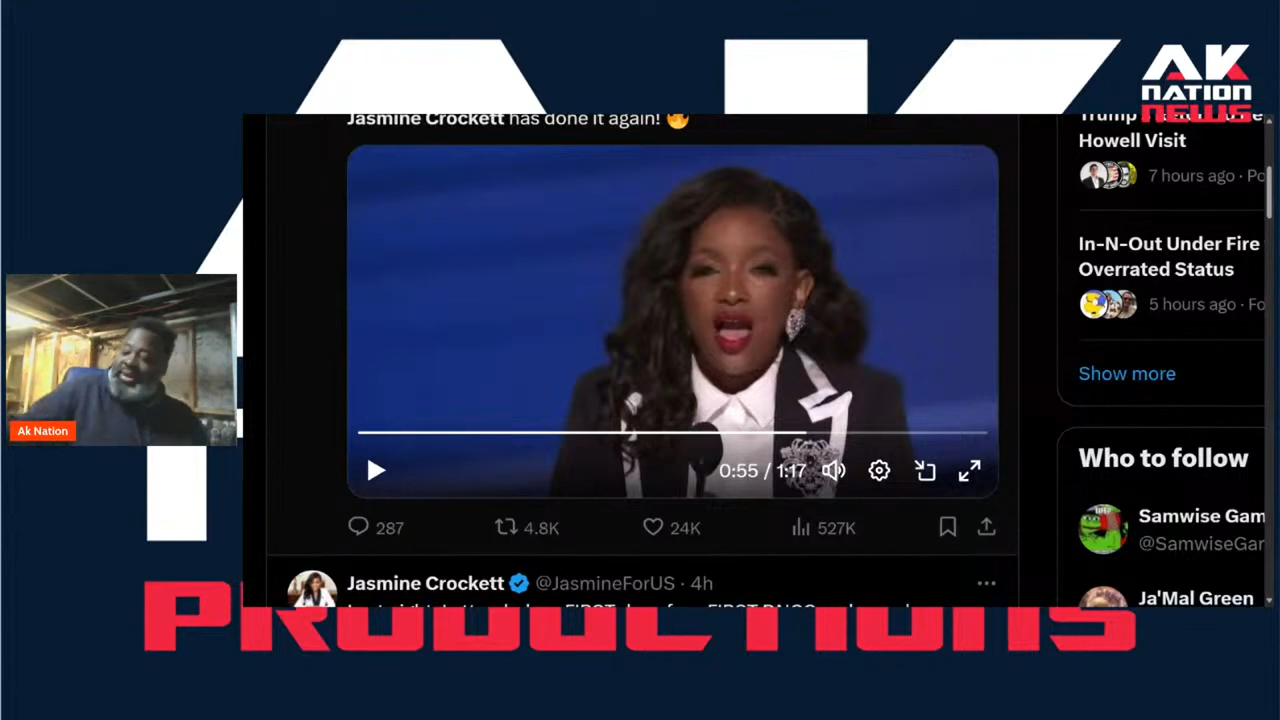 AK
NATION
NEWS
Jasmine Crockett has done it again!
Howell Visit
7 hours ago · Po
In-N-Out Under Fire
Overrated Status
5 hours ago · Fo
Show more
Ak Nation
0:55 / 1:17
287
4.8K
24K
527K
Who to follow
Samwise Gam
@SamwiseGar
Jasmine Crockett @JasmineForUS · 4h
Ja'Mal Green
PRODUCTIONS